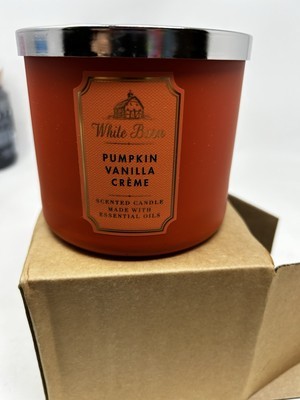 White Barn
PUMPKIN
VANILLA
CRÈME
SCENTED CANDLE
MADE WITH
ESSENTIAL OILS